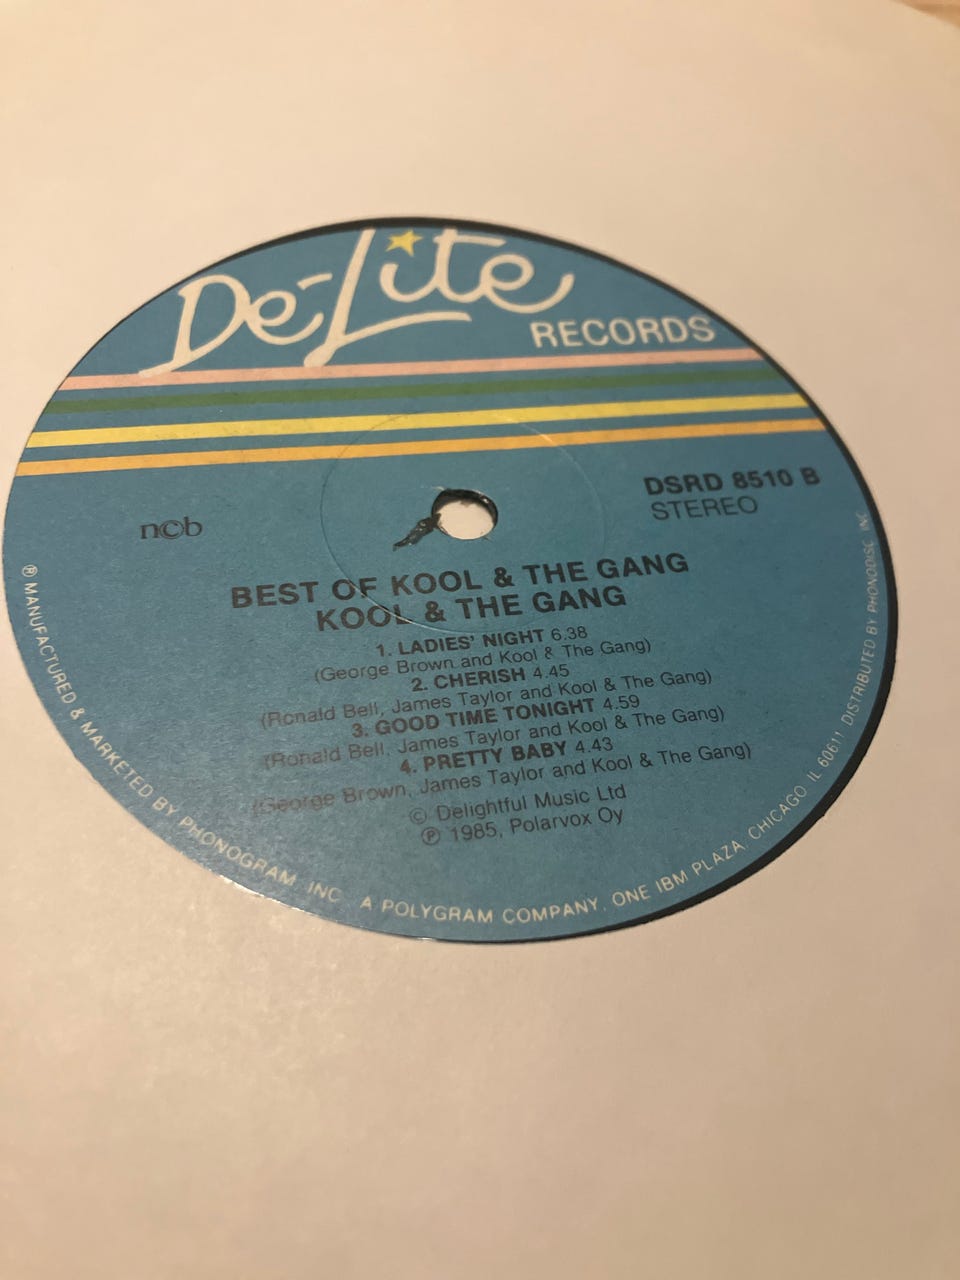 De-Lite
RECORDS
DSRD 8510 B
STEREO
n©b
BEST OF KOOL & THE GANG
KOOL & THE GANG
1. LADIES' NIGHT 6.38
(George Brown and Kool & The Gang)
2. CHERISH 4.45
(Ronald Bell, James Taylor and Kool & The Gang)
3. GOOD TIME TONIGHT 4.59
(Ronald Bell, James Taylor and Kool & The Gang)
4. PRETTY BABY 4.43
(George Brown, James Taylor and Kool & The Gang)
© Delightful Music Ltd
℗ 1985, Polarvox Oy
® MANUFACTURED & MARKETED BY PHONOGRAM INC A POLYGRAM COMPANY, ONE IBM PLAZA CHICAGO IL 60611 DISTRIBUTED BY PHONODISC INC